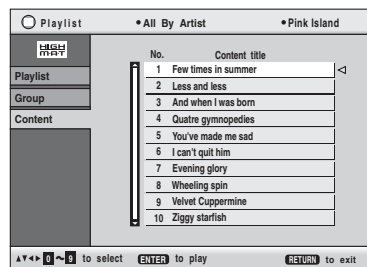 Playlist All By Artist Pink Island
HIGH
MAT
Playlist
Group
Content
No. Content title
1 Few times in summer
2 Less and less
3 And when I was born
4 Quatre gymnopedies
5 You've made me sad
6 I can't quit him
7 Evening glory
8 Wheeling spin
9 Velvet Cuppermine
10 Ziggy starfish
0 ~ 9 to select ENTER to play RETURN to exit